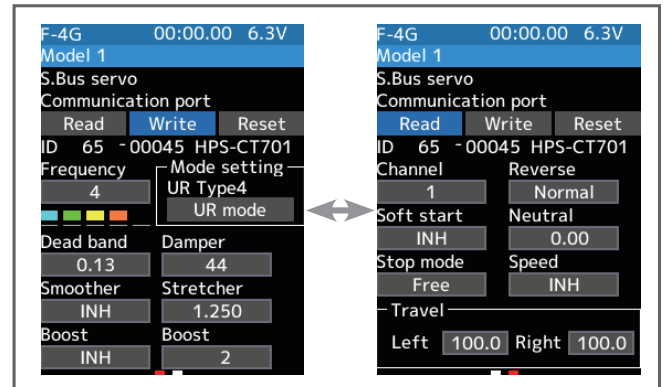 F-4G 00:00.00 6.3V
Model 1
S.Bus servo
Communication port
Read Write Reset
ID 65 -00045 HPS-CT701
Frequency Mode setting
4 UR Type4
UR mode
Dead band Damper
0.13 44
Smoother Stretcher
INH 1.250
Boost Boost
INH 2
F-4G 00:00.00 6.3V
Model 1
S.Bus servo
Communication port
Read Write Reset
ID 65 -00045 HPS-CT701
Channel Reverse
1 Normal
Soft start Neutral
INH 0.00
Stop mode Speed
Free INH
Travel
Left 100.0 Right 100.0